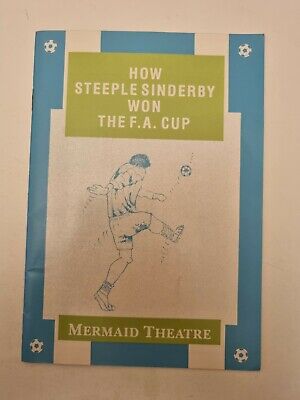 HOW
STEEPLE SINDERBY
WON
THE F.A. CUP
MERMAID THEATRE